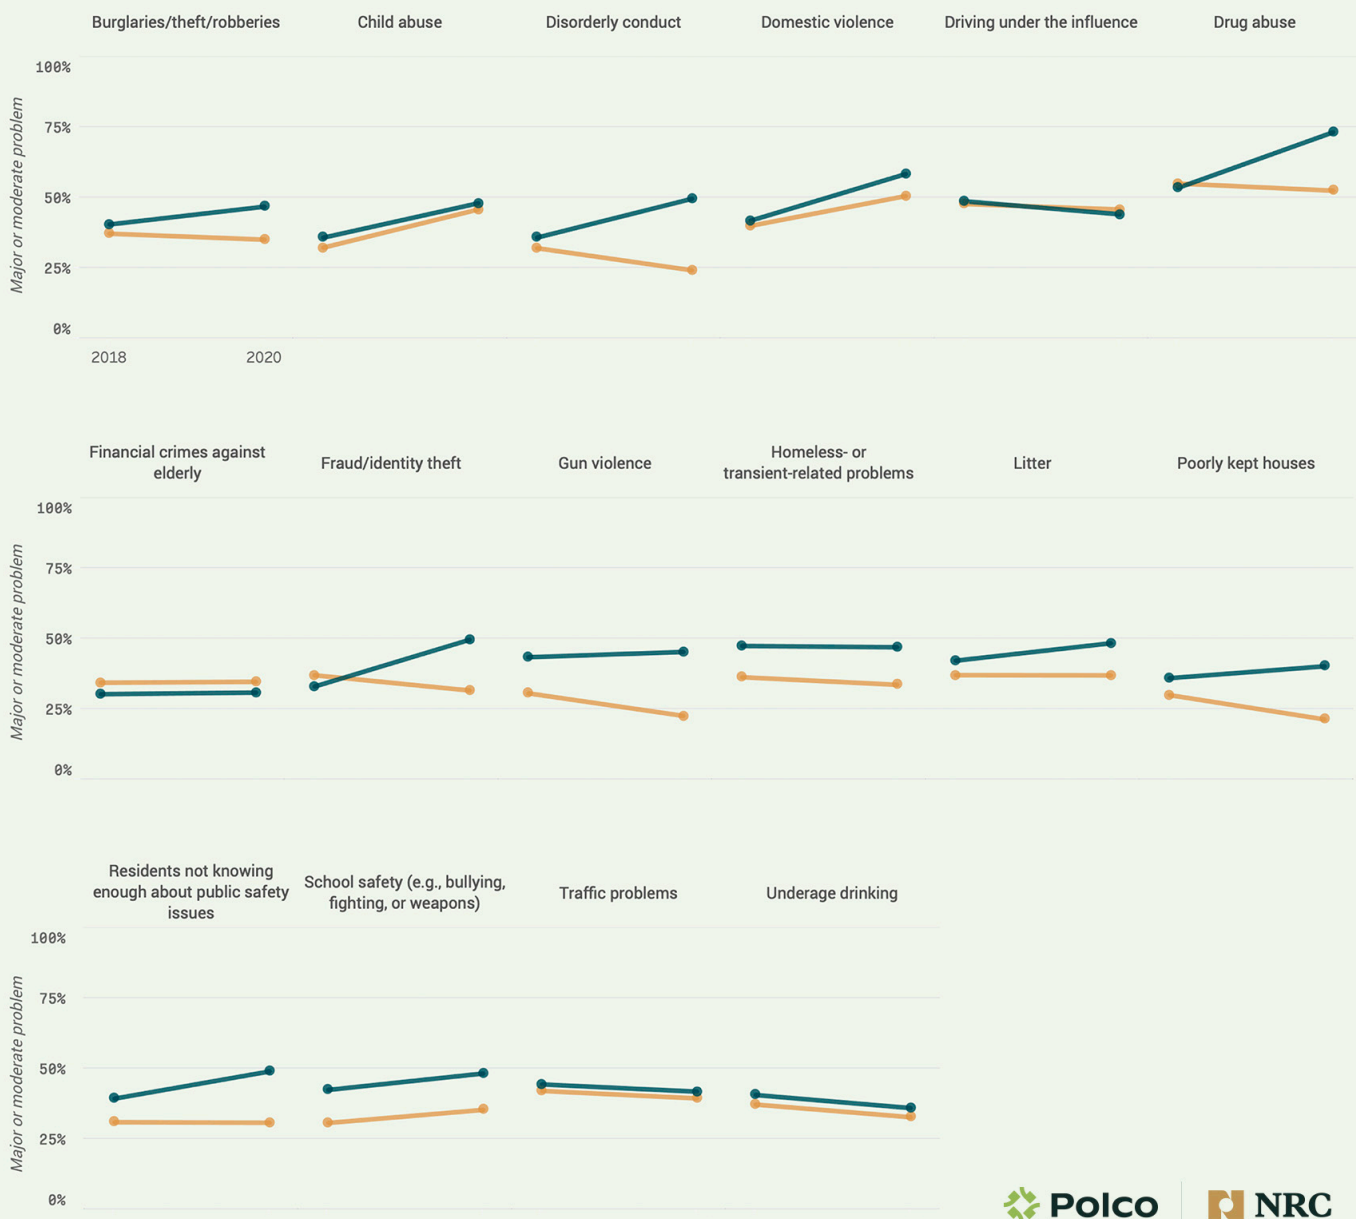 Burglaries/theft/robberies
Child abuse
Disorderly conduct
Domestic violence
Driving under the influence
Drug abuse
Major or moderate problem
100%
75%
50%
25%
0%
2018
2020
Financial crimes against
elderly
Fraud/identity theft
Gun violence
Homeless- or
transient-related problems
Litter
Poorly kept houses
Major or moderate problem
100%
75%
50%
25%
0%
Residents not knowing
enough about public safety
issues
School safety (e.g., bullying,
fighting, or weapons)
Traffic problems
Underage drinking
Major or moderate problem
100%
75%
50%
25%
0%
Polco
NRC